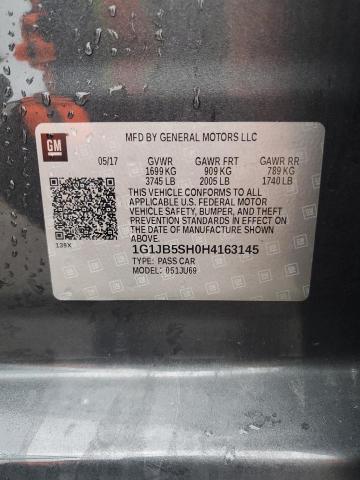 GM
MFD BY GENERAL MOTORS LLC
05/17 GVWR GAWR FRT GAWR RR
1699 KG 909 KG 789 KG
3745 LB 2005 LB 1740 LB
THIS VEHICLE CONFORMS TO ALL
APPLICABLE U.S. FEDERAL MOTOR
VEHICLE SAFETY, BUMPER, AND THEFT
PREVENTION STANDARDS IN EFFECT ON
THE DATE OF MANUFACTURE SHOWN
ABOVE.
139X
1G1JB5SH0H4163145
TYPE: PASS CAR
MODEL: 051JU69